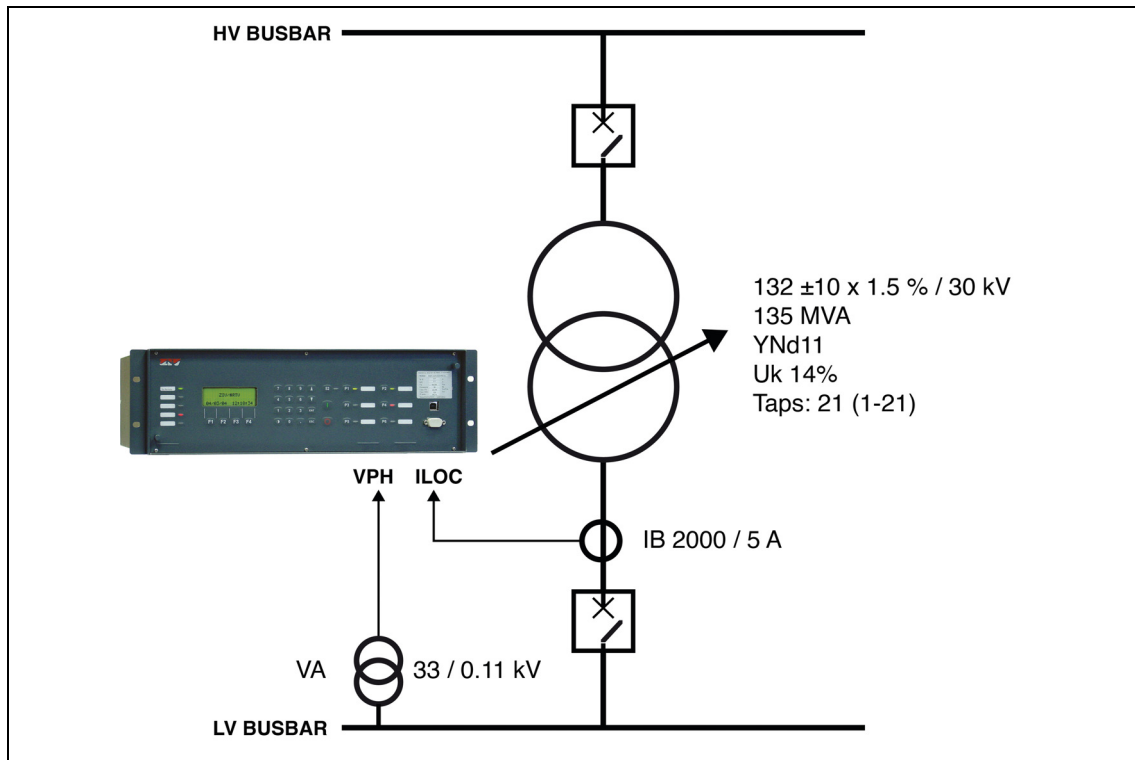 HV BUSBAR
132 ±10 x 1.5 % / 30 kV
135 MVA
YNd11
Uk 14%
Taps: 21 (1-21)
VPH ILOC
IB 2000 / 5 A
VA 33 / 0.11 kV
LV BUSBAR